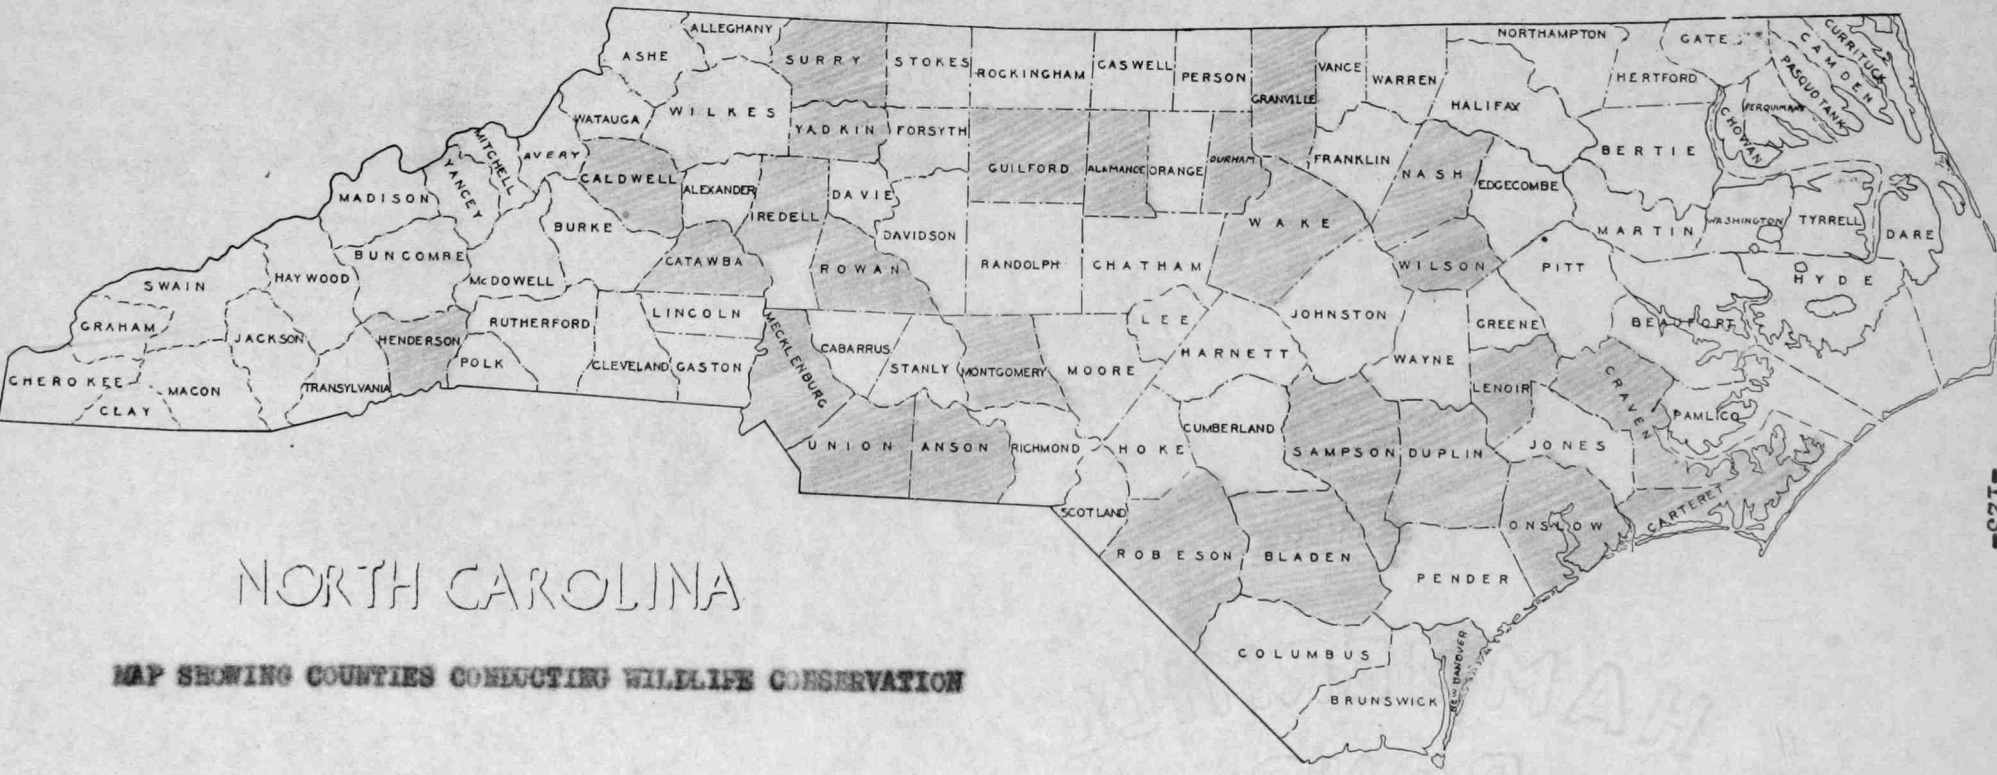 ALLEGHANY
ASHE
SURRY
STOKES
ROCKINGHAM
CASWELL
PERSON
GRANVILLE
VANCE
WARREN
NORTHAMPTON
GATES
HERTFORD
CURRITUCK
CAMDEN
PASQUOTANK
PERQUIMANS
CHOWAN
HALIFAX
WATAUGA
WILKES
YADKIN
FORSYTH
GUILFORD
ALAMANCE
ORANGE
DURHAM
FRANKLIN
NASH
EDGECOMBE
BERTIE
MITCHELL
AVERY
YANCEY
MADISON
CALDWELL
ALEXANDER
IREDELL
DAVIE
DAVIDSON
WAKE
MARTIN
WASHINGTON
TYRRELL
DARE
BURKE
BUNCOMBE
McDOWELL
CATAWBA
ROWAN
RANDOLPH
CHATHAM
WILSON
PITT
HYDE
SWAIN
HAYWOOD
GRAHAM
JACKSON
HENDERSON
RUTHERFORD
LINCOLN
MECKLENBURG
CABARRUS
STANLY
MONTGOMERY
MOORE
LEE
HARNETT
JOHNSTON
WAYNE
GREENE
BEAUFORT
CHEROKEE
CLAY
MACON
TRANSYLVANIA
POLK
CLEVELAND
GASTON
LENOIR
CRAVEN
PAMLICO
UNION
ANSON
RICHMOND
HOKE
CUMBERLAND
SAMPSON
DUPLIN
JONES
SCOTLAND
ROBESON
BLADEN
PENDER
ONSLOW
CARTERET
COLUMBUS
BRUNSWICK
NEW HANOVER
NORTH CAROLINA
MAP SHOWING COUNTIES CONDUCTING WILDLIFE CONSERVATION